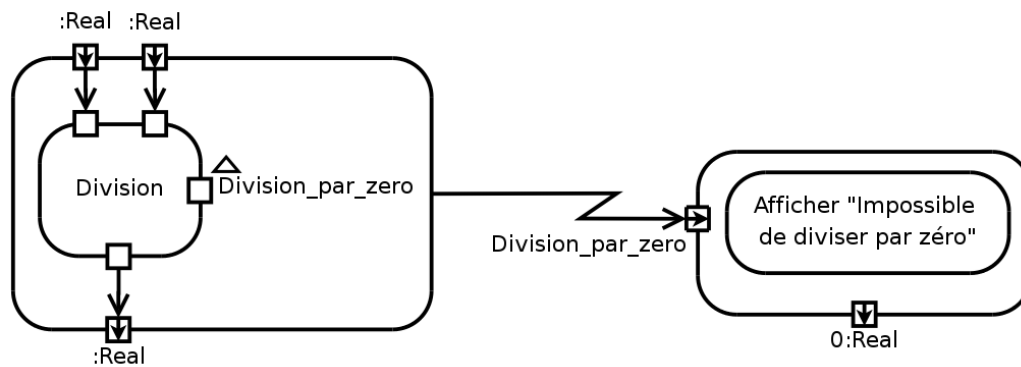 :Real
:Real
Division
Division_par_zero
:Real
Division_par_zero
Afficher "Impossible
de diviser par zéro"
0:Real